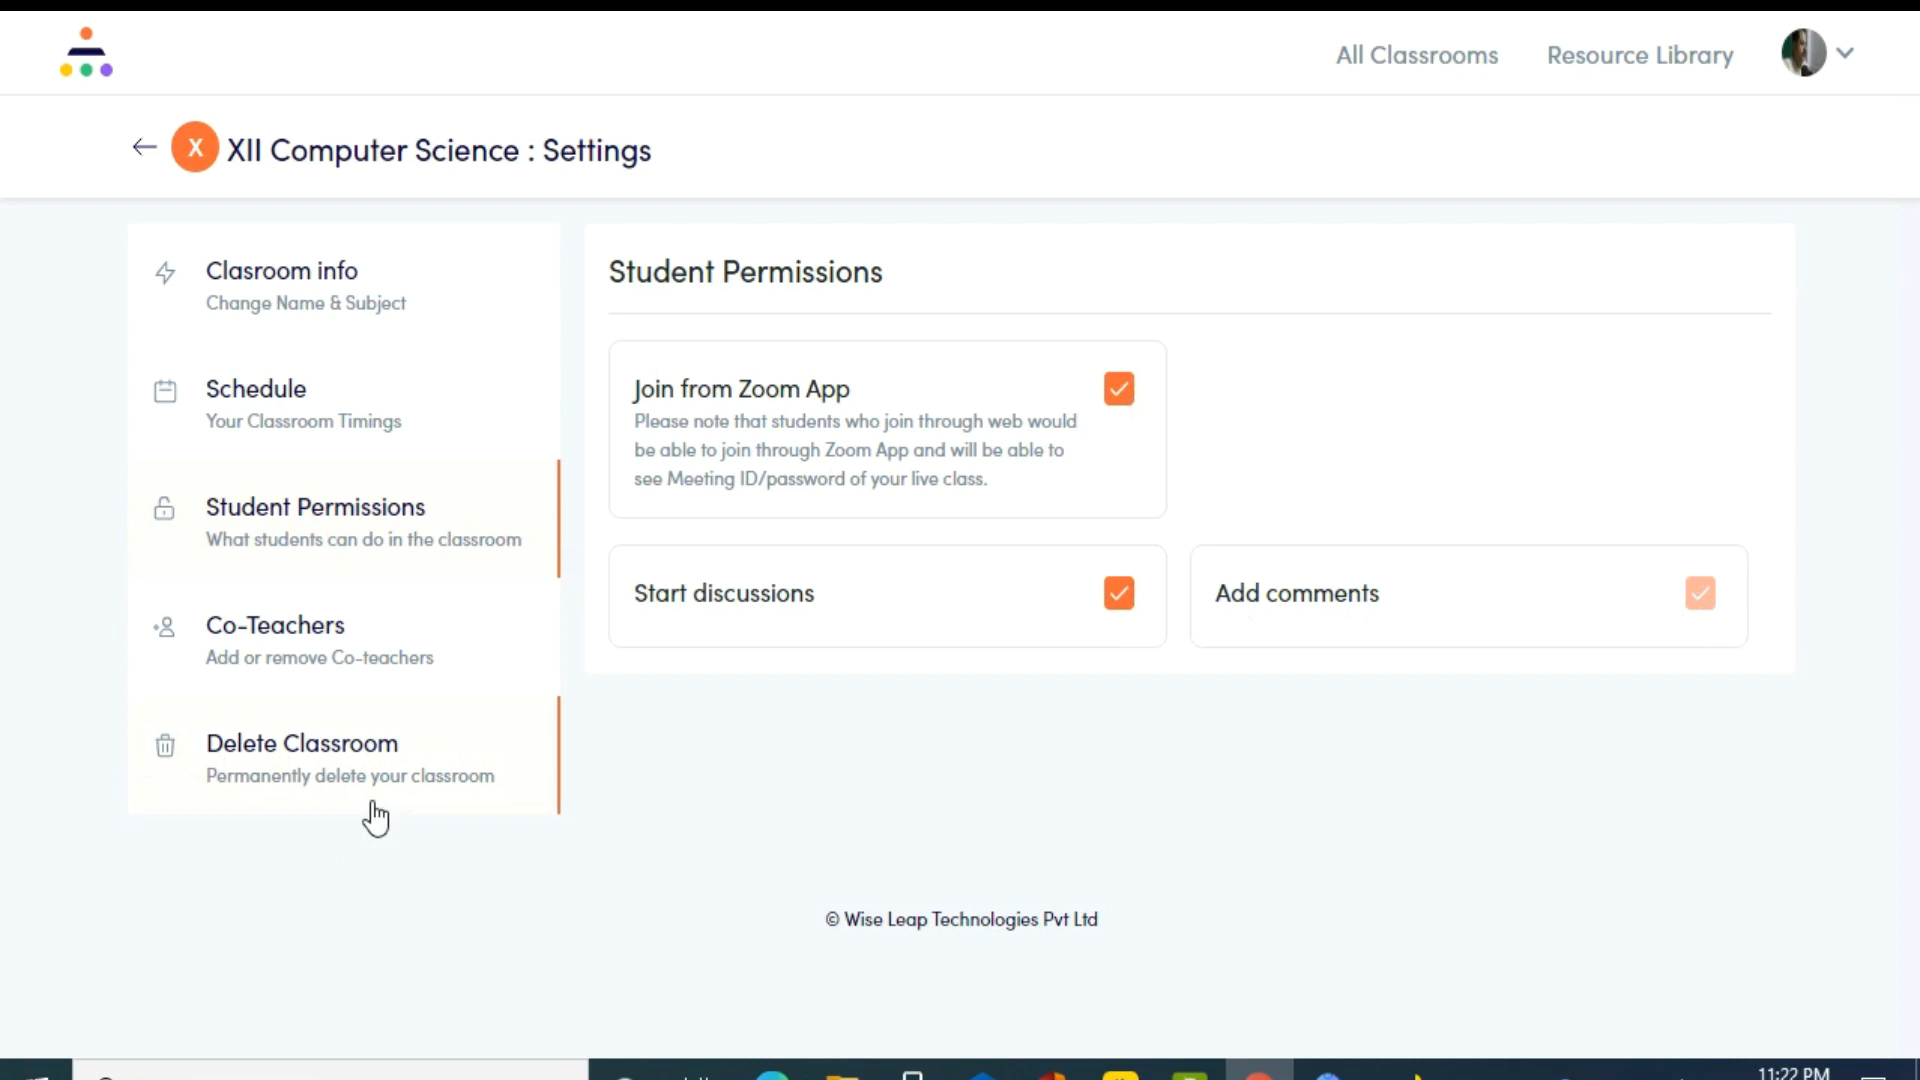 All Classrooms
Resource Library
X
XII Computer Science : Settings
Clasroom info
Change Name & Subject
Schedule
Your Classroom Timings
Student Permissions
What students can do in the classroom
Co-Teachers
Add or remove Co-teachers
Delete Classroom
Permanently delete your classroom
Student Permissions
Join from Zoom App
Please note that students who join through web would
be able to join through Zoom App and will be able to
see Meeting ID/password of your live class.
Start discussions
Add comments
© Wise Leap Technologies Pvt Ltd
11:22 PM